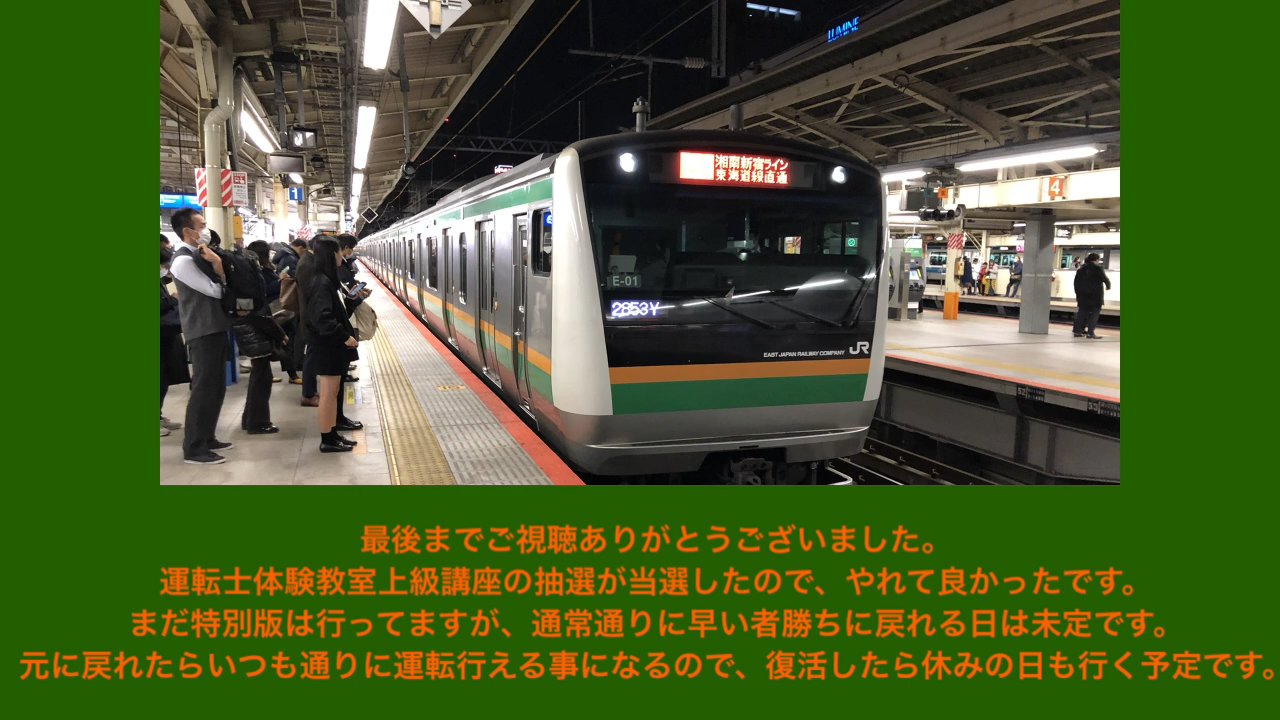 LUMINE
湘南新宿ライン
東海道線直通
1
4
E-01
2853Y
EAST JAPAN RAILWAY COMPANY JR
最後までご視聴ありがとうございました。
運転士体験教室上級講座の抽選が当選したので、やれて良かったです。
まだ特別版は行ってますが、通常通りに早い者勝ちに戻れる日は未定です。
元に戻れたらいつも通りに運転行える事になるので、復活したら休みの日も行く予定です。